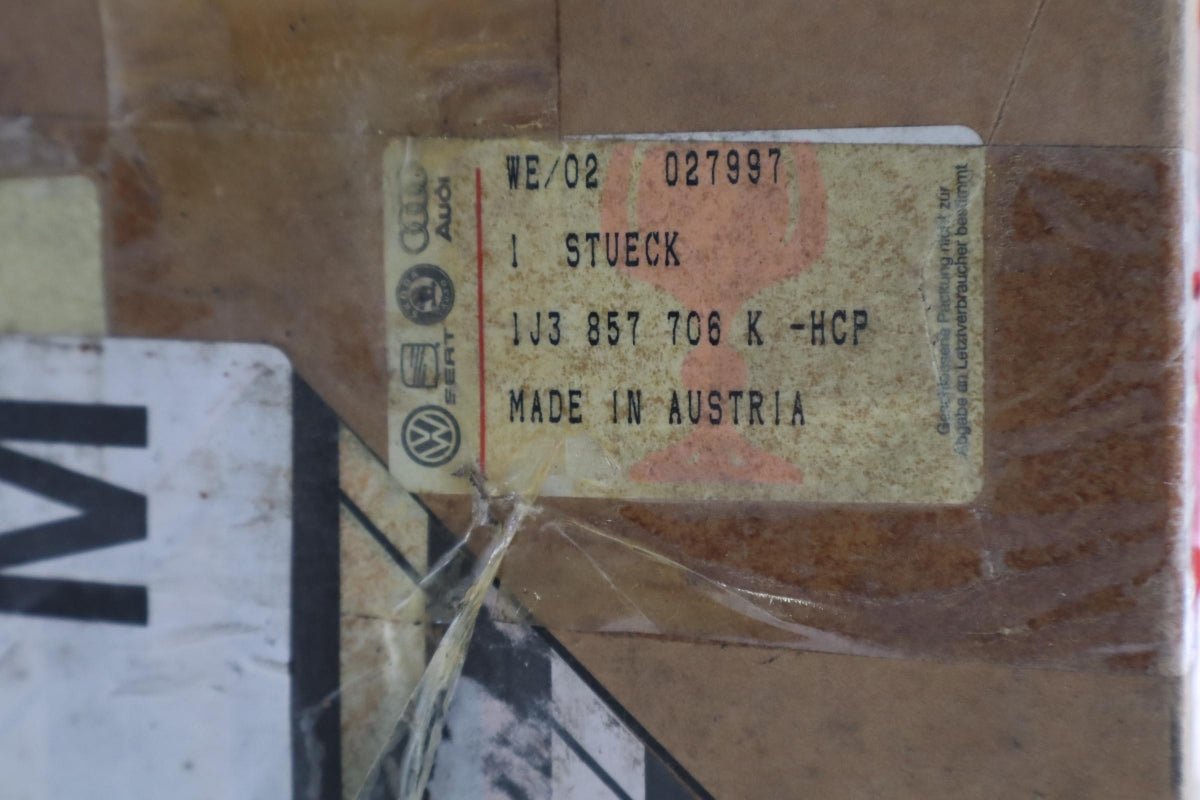 WE/02 027997
1 STUECK
1J3 857 706 K -HCP
MADE IN AUSTRIA
Audi
SEAT
Geschlossene Packung nicht zur
Abgabe an Letztverbraucher bestimmt
M